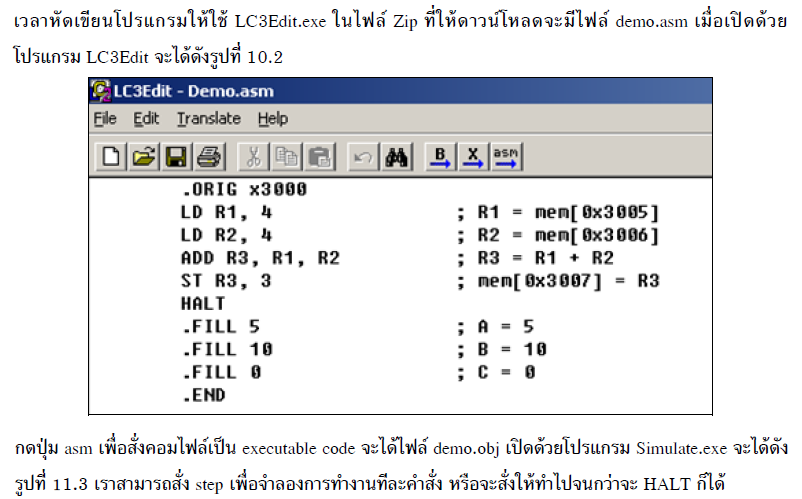 เวลาหัดเขียนโปรแกรมให้ใช้ LC3Edit.exe ในไฟล์ Zip ที่ให้ดาวน์โหลดจะมีไฟล์ demo.asm เมื่อเปิดด้วย
โปรแกรม LC3Edit จะได้ดังรูปที่ 10.2
LC3Edit - Demo.asm
File Edit Translate Help
B X asm
.ORIG x3000
LD R1, 4 ; R1 = mem[0x3005]
LD R2, 4 ; R2 = mem[0x3006]
ADD R3, R1, R2 ; R3 = R1 + R2
ST R3, 3 ; mem[0x3007] = R3
HALT
.FILL 5 ; A = 5
.FILL 10 ; B = 10
.FILL 0 ; C = 0
.END
กดปุ่ม asm เพื่อสั่งคอมไฟล์เป็น executable code จะได้ไฟล์ demo.obj เปิดด้วยโปรแกรม Simulate.exe จะได้ดัง
รูปที่ 11.3 เราสามารถสั่ง step เพื่อจำลองการทำงานทีละคำสั่ง หรือจะสั่งให้ทำไปจนกว่าจะ HALT ก็ได้